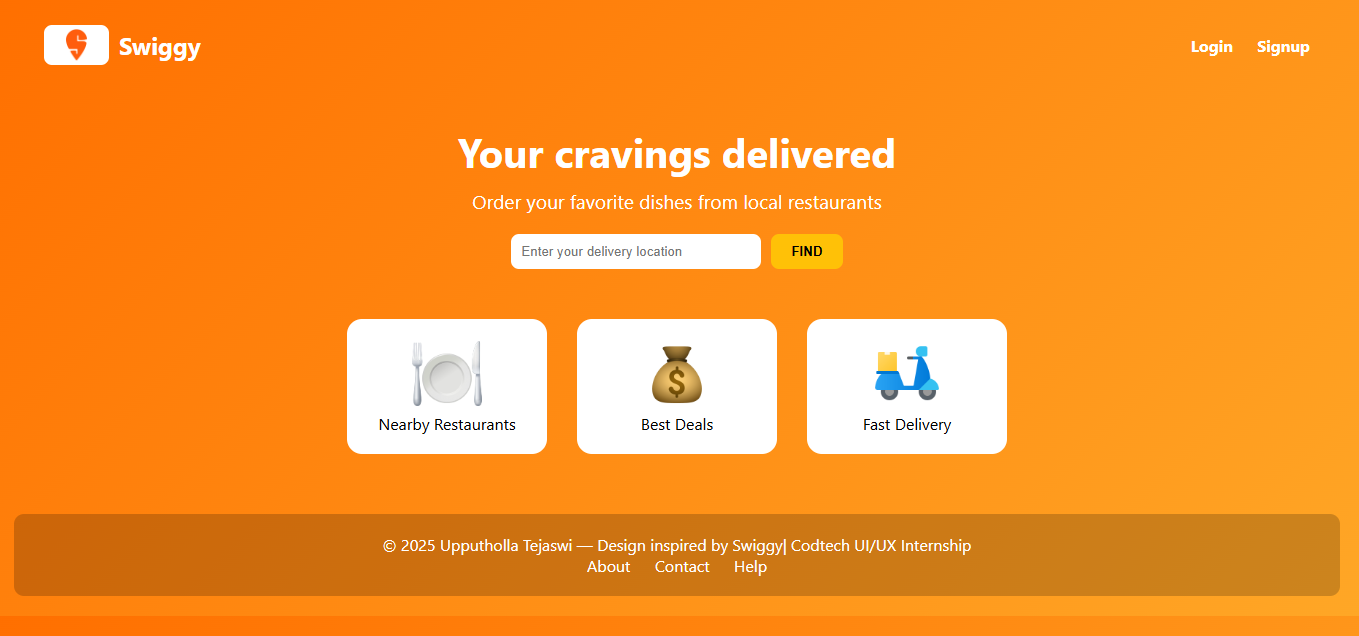 Swiggy
Login Signup
Your cravings delivered
Order your favorite dishes from local restaurants
Enter your delivery location FIND
Nearby Restaurants Best Deals Fast Delivery
© 2025 Upputholla Tejaswi — Design inspired by Swiggy| Codtech UI/UX Internship
About Contact Help